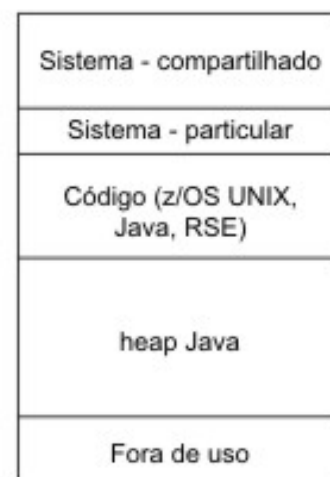 Sistema - compartilhado
Sistema - particular
Código (z/OS UNIX,
Java, RSE)
heap Java
Fora de uso